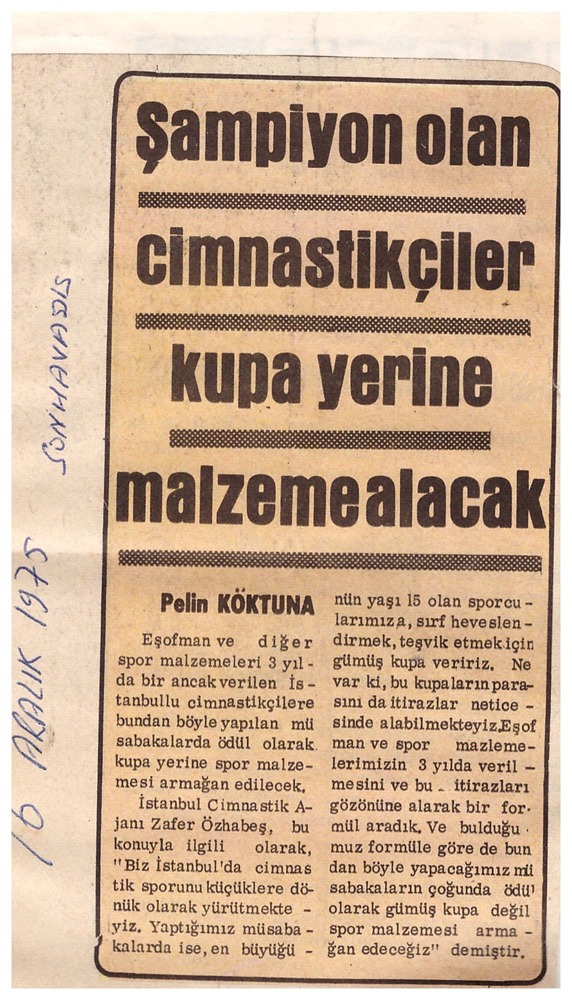 Şampiyon olan
cimnastikçiler
kupa yerine
malzeme alacak
Pelin KÖKTUNA
Eşofman ve diğer
spor malzemeleri 3 yıl -
da bir ancak verilen İs -
tanbullu cimnastikçilere
bundan böyle yapılan mü
sabakalarda ödül olarak
kupa yerine spor malze-
mesi armağan edilecek.
İstanbul Cimnastik A-
janı Zafer Özhabeş, bu
konuyla ilgili olarak,
"Biz İstanbul'da cimnas
tik sporunu küçüklere dö-
nük olarak yürütmekte -
yiz. Yaptığımız müsaba -
kalarda ise, en büyüğü -
nün yaşı 15 olan sporcu -
larımıza, sırf heveslen -
dirmek, teşvik etmek için
gümüş kupa veririz. Ne
var ki, bu kupaların para-
sını da itirazlar netice -
sinde alabilmekteyiz.Eşof
man ve spor mazleme -
lerimizin 3 yılda veril -
mesini ve bu - itirazları
gözönüne alarak bir for-
mül aradık. Ve bulduğu -
muz formüle göre de bun
dan böyle yapacağımız mü
sabakaların çoğunda ödül
olarak gümüş kupa değil
spor malzemesi arma -
ğan edeceğiz" demiştir.
SONHAVADİS
16 ARALIK 1975